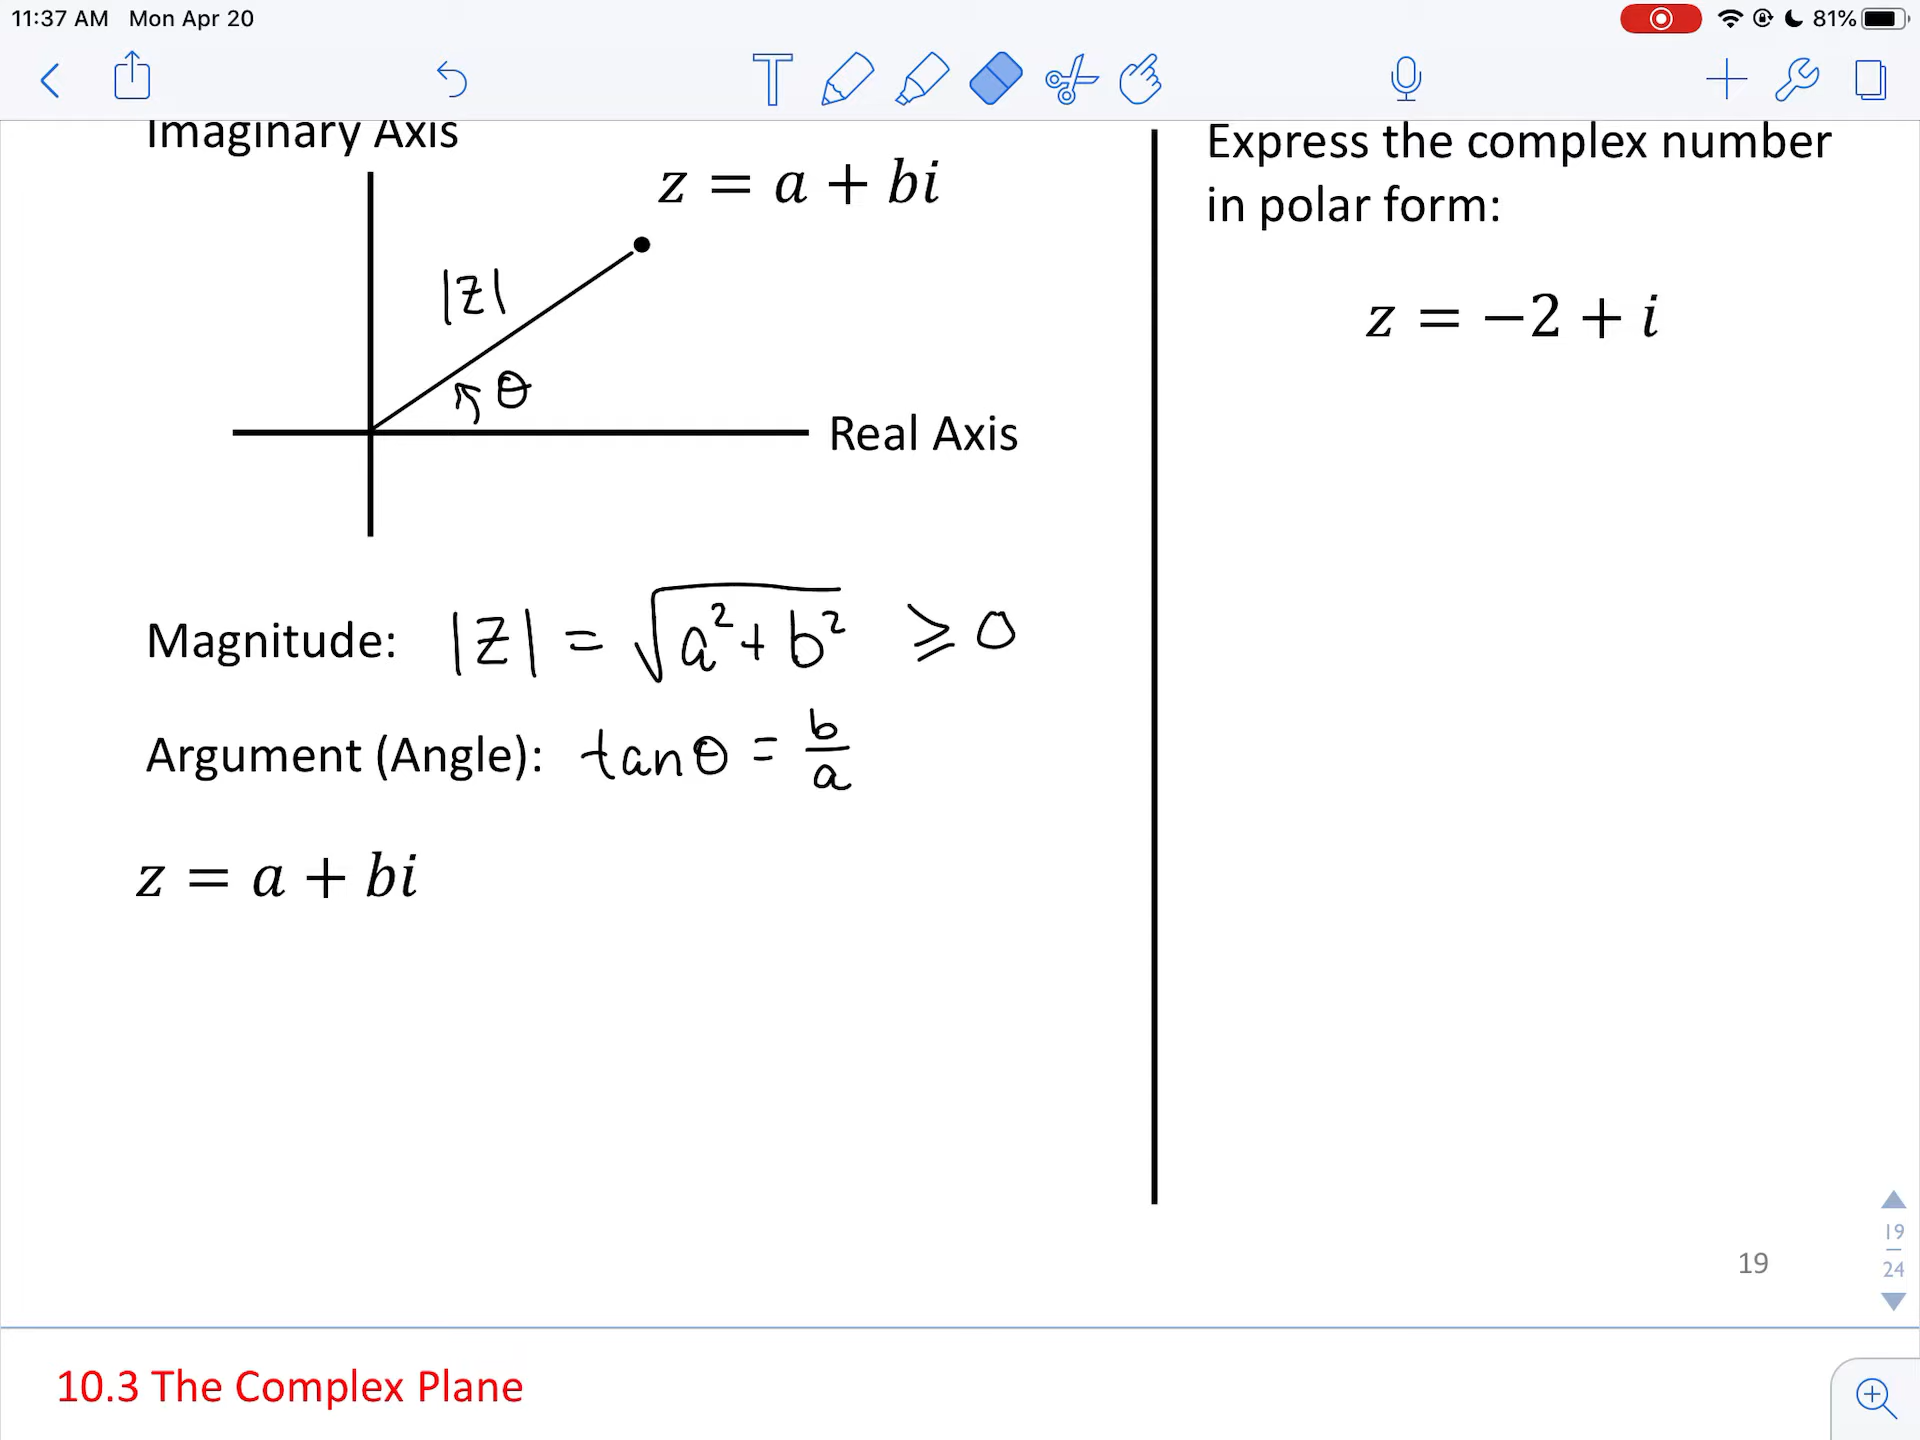 11:37 AM Mon Apr 20
81%
T
Imaginary Axis
z = a + bi
|z|
θ
Real Axis
Magnitude: |z| = √(a² + b²) ⩾ 0
Argument (Angle): tanθ = b/a
z = a + bi
Express the complex number
in polar form:
z = −2 + i
19
19
24
10.3 The Complex Plane